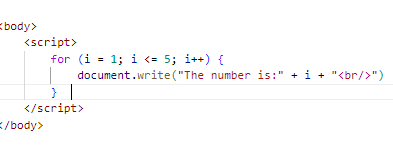 <body>
<script>
for (i = 1; i <= 5; i++) {
document.write("The number is:" + i + "<br/>")
}
</script>
</body>